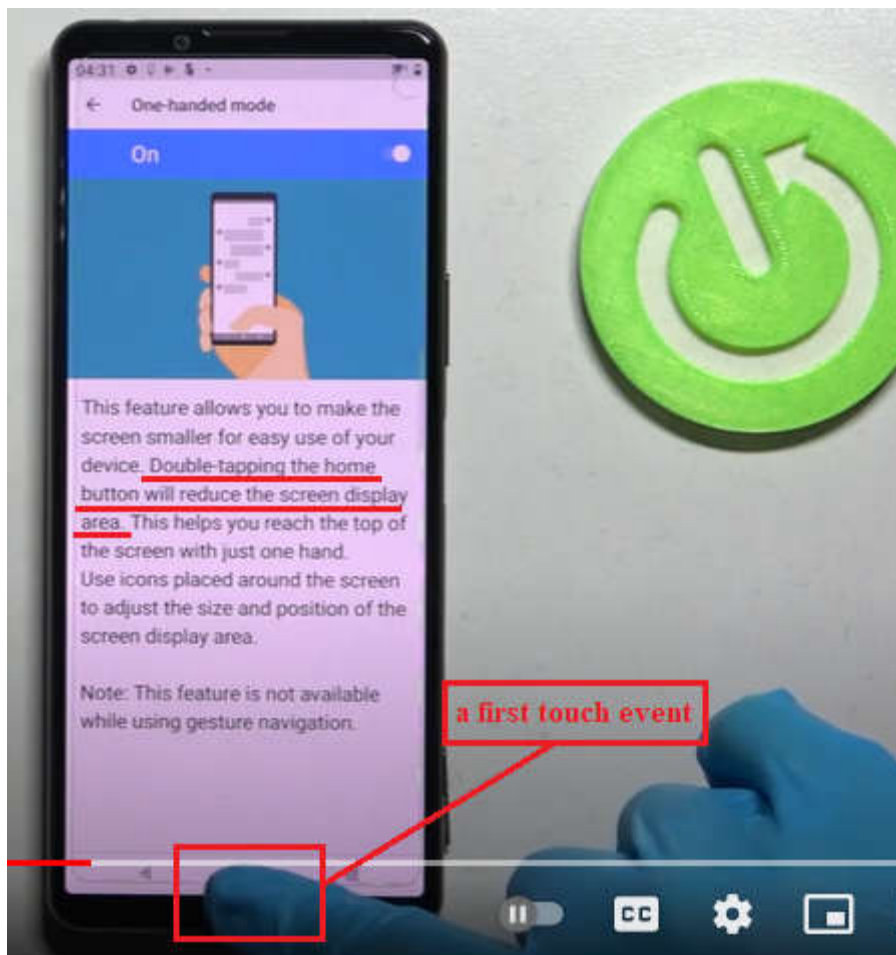 04:31
One-handed mode
On
This feature allows you to make the
screen smaller for easy use of your
device. Double-tapping the home
button will reduce the screen display
area. This helps you reach the top of
the screen with just one hand.
Use icons placed around the screen
to adjust the size and position of the
screen display area.
Note: This feature is not available
while using gesture navigation.
a first touch event
CC